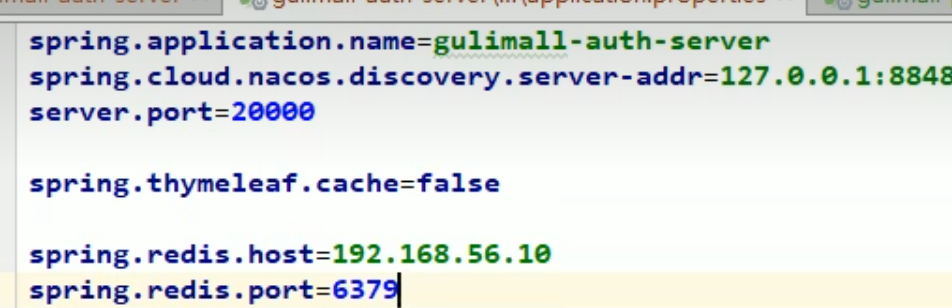 spring.application.name=gulimall-auth-server
spring.cloud.nacos.discovery.server-addr=127.0.0.1:8848
server.port=20000
spring.thymeleaf.cache=false
spring.redis.host=192.168.56.10
spring.redis.port=6379